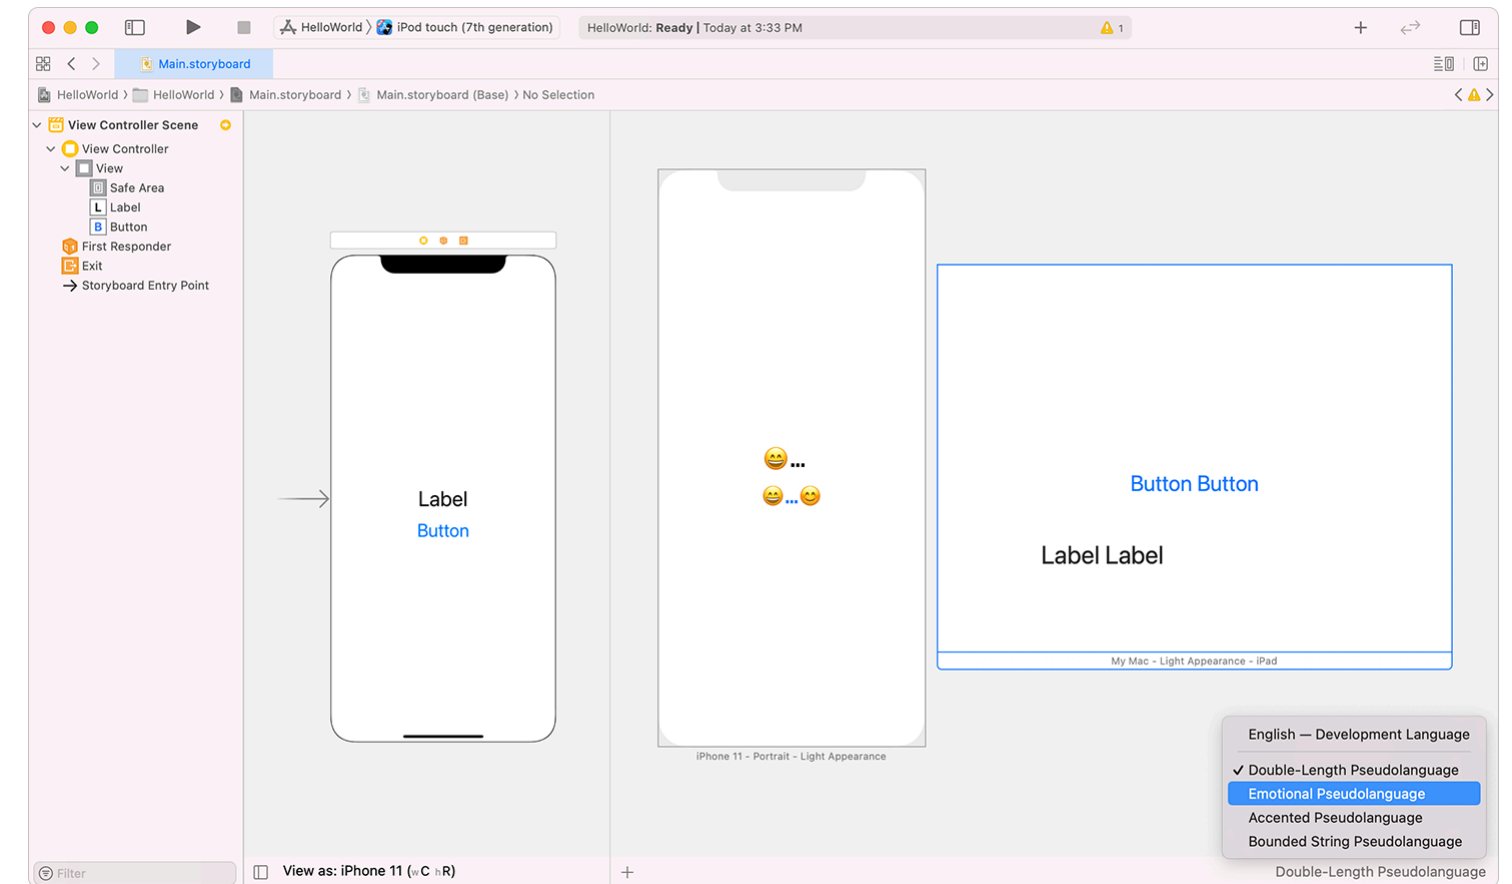 HelloWorld 〉 iPod touch (7th generation)
HelloWorld: Ready | Today at 3:33 PM
1
Main.storyboard
HelloWorld 〉 HelloWorld 〉 Main.storyboard 〉 Main.storyboard (Base) 〉 No Selection
View Controller Scene
View Controller
View
Safe Area
L Label
B Button
First Responder
Exit
Storyboard Entry Point
Filter
Label
Button
View as: iPhone 11 (wC hR)
😄...
😄...😊
iPhone 11 - Portrait - Light Appearance
Button Button
Label Label
My Mac - Light Appearance - iPad
English — Development Language
✓ Double-Length Pseudolanguage
Emotional Pseudolanguage
Accented Pseudolanguage
Bounded String Pseudolanguage
Double-Length Pseudolanguage